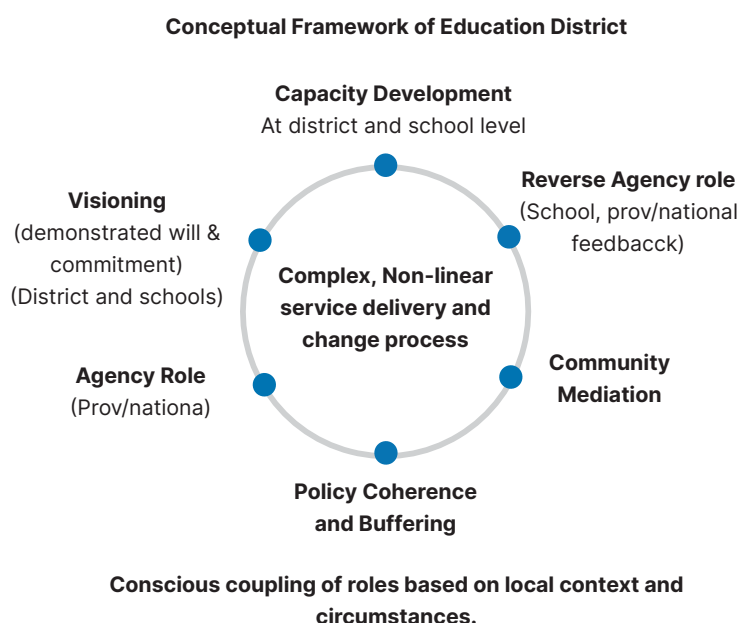 Conceptual Framework of Education District
Capacity Development
At district and school level
Reverse Agency role
(School, prov/national
feedbacck)
Visioning
(demonstrated will &
commitment)
(District and schools)
Complex, Non-linear
service delivery and
change process
Community
Mediation
Agency Role
(Prov/nationa)
Policy Coherence
and Buffering
Conscious coupling of roles based on local context and
circumstances.